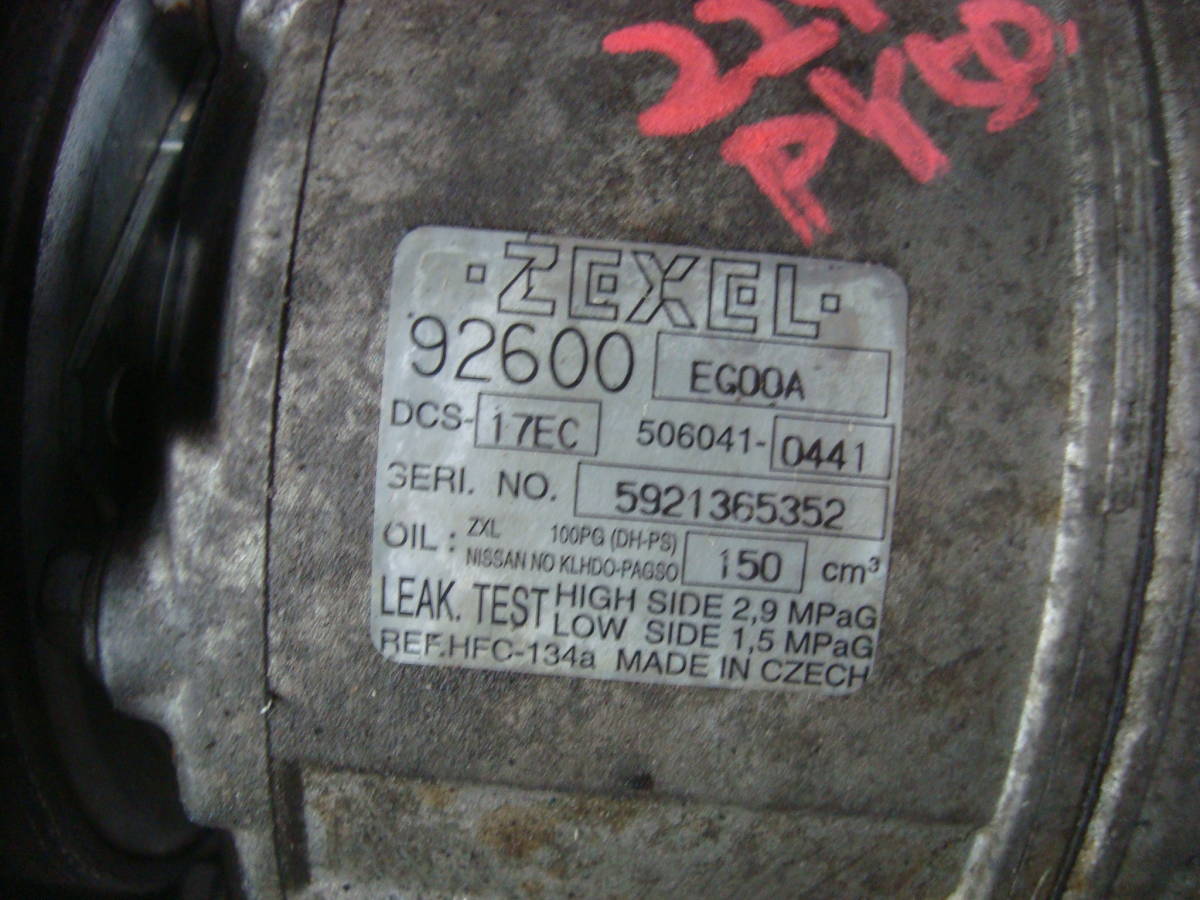 ·ZEXEL·
92600 EG00A
DCS- 17EC 506041- 0441
SERI. NO. 5921365352
OIL : ZXL 100PG (DH-PS)
NISSAN NO KLHDO-PAGSO 150 cm³
LEAK. TEST HIGH SIDE 2,9 MPaG
LOW SIDE 1,5 MPaG
REF.HFC-134a MADE IN CZECH